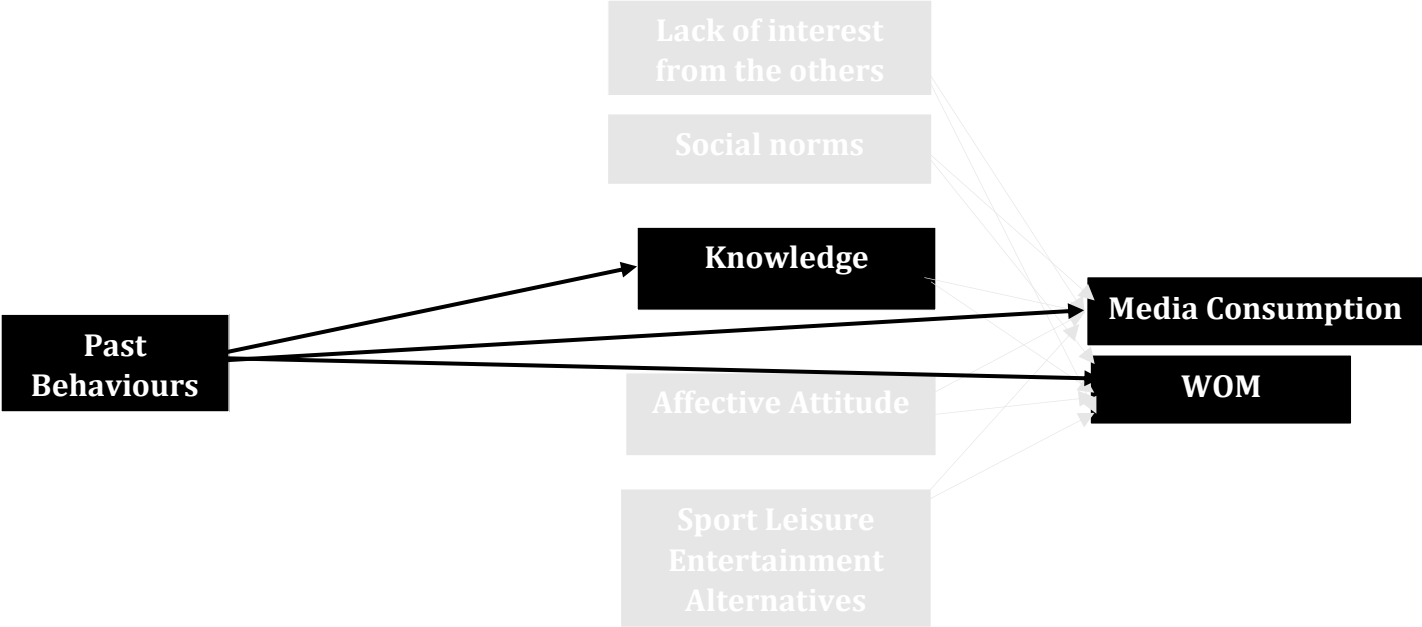 Lack of interest
from the others
Social norms
Knowledge
Past
Behaviours
Media Consumption
WOM
Affective Attitude
Sport Leisure
Entertainment
Alternatives